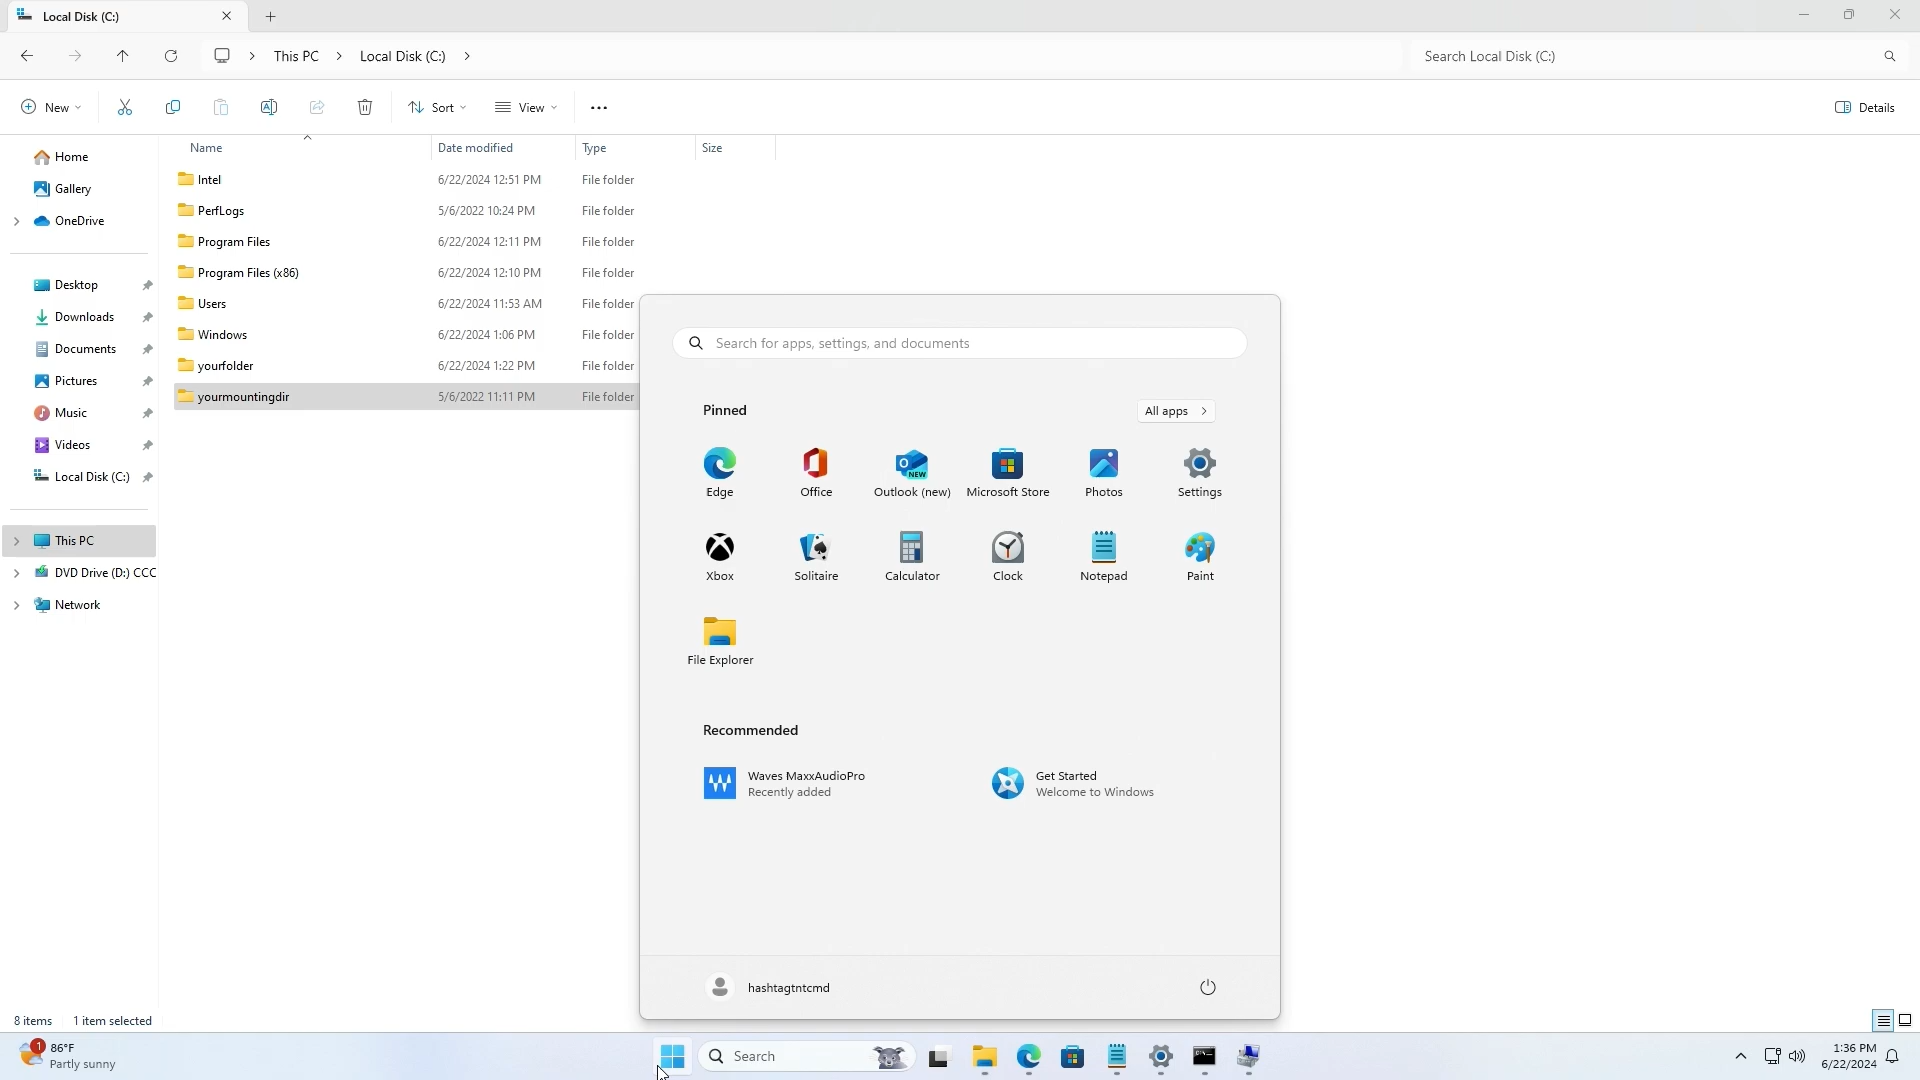 Local Disk (C:)
This PC
Local Disk (C:)
Search Local Disk (C:)
New
Sort
View
Details
Name
Date modified
Type
Size
Home
Gallery
OneDrive
Desktop
Downloads
Documents
Pictures
Music
Videos
Local Disk (C:)
This PC
DVD Drive (D:) CCC
Network
Intel 6/22/2024 12:51 PM File folder
PerfLogs 5/6/2022 10:24 PM File folder
Program Files 6/22/2024 12:11 PM File folder
Program Files (x86) 6/22/2024 12:10 PM File folder
Users 6/22/2024 11:53 AM File folder
Windows 6/22/2024 1:06 PM File folder
yourfolder 6/22/2024 1:22 PM File folder
yourmountingdir 5/6/2022 11:11 PM File folder
Search for apps, settings, and documents
Pinned
All apps
Edge
Office
NEW
Outlook (new)
Microsoft Store
Photos
Settings
Xbox
Solitaire
Calculator
Clock
Notepad
Paint
File Explorer
Recommended
Waves MaxxAudioPro
Recently added
Get Started
Welcome to Windows
hashtagtntcmd
8 items
1 item selected
1
86°F
Partly sunny
Search
1:36 PM
6/22/2024